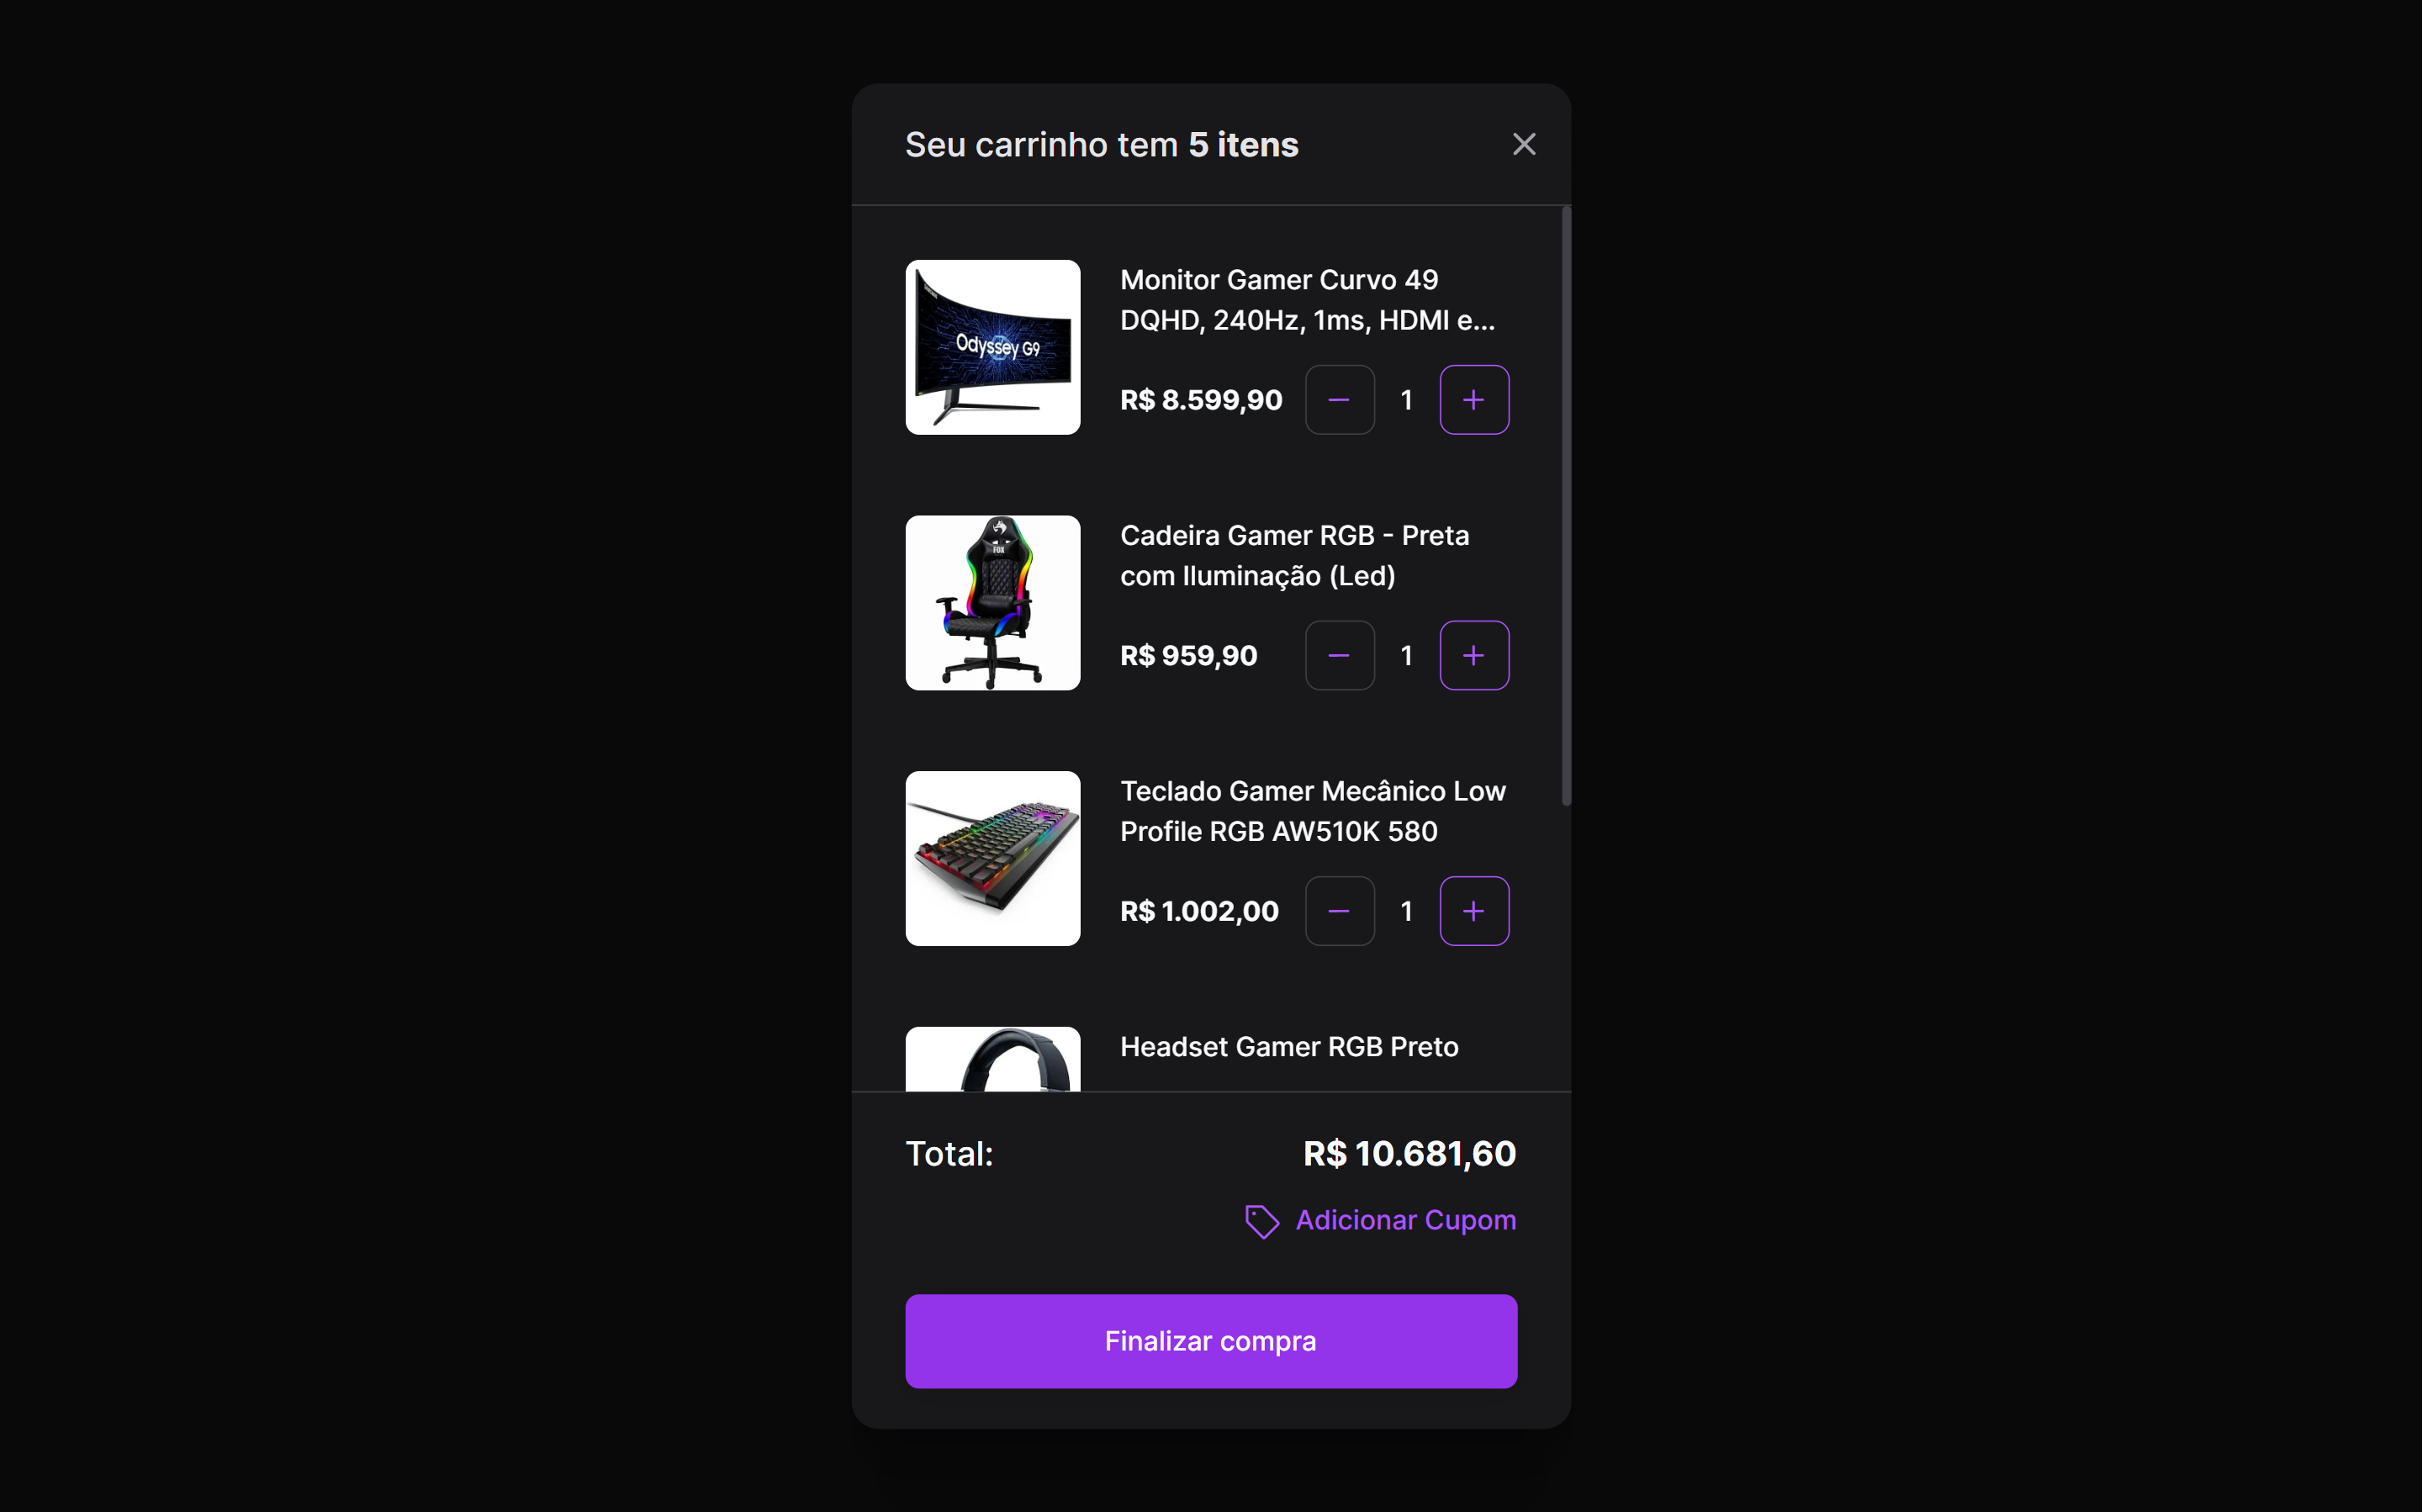 Seu carrinho tem 5 itens
Odyssey G9
Monitor Gamer Curvo 49
DQHD, 240Hz, 1ms, HDMI e...
R$ 8.599,90
1
FOX
Cadeira Gamer RGB - Preta
com Iluminação (Led)
R$ 959,90
1
Teclado Gamer Mecânico Low
Profile RGB AW510K 580
R$ 1.002,00
1
Headset Gamer RGB Preto
Total:
R$ 10.681,60
Adicionar Cupom
Finalizar compra